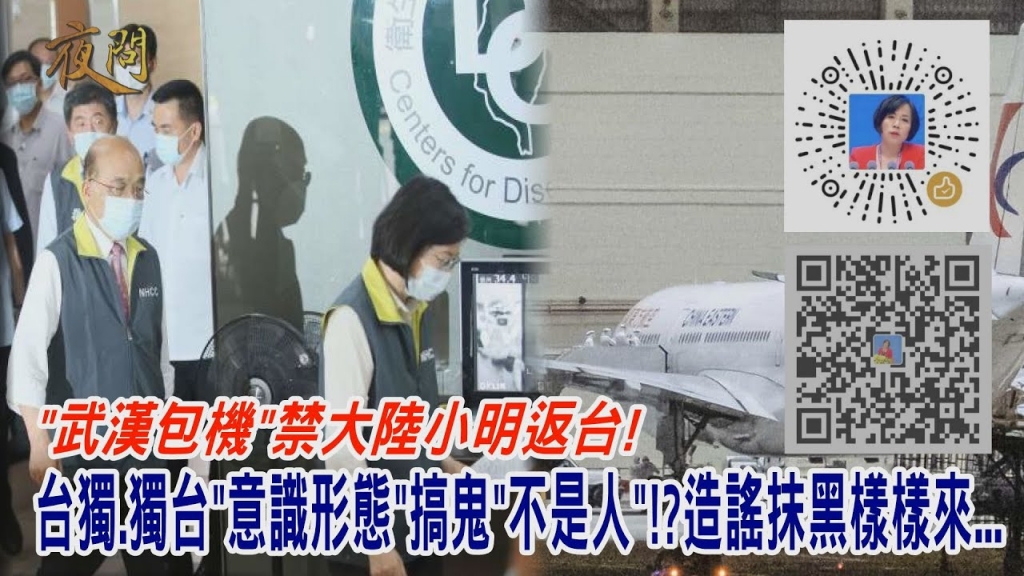 夜問
衛
Centers for Dise
NHCC
CHINA EASTERN
"武漢包機"禁大陸小明返台!
台獨.獨台"意識形態"搞鬼"不是人"!?造謠抹黑樣樣來...